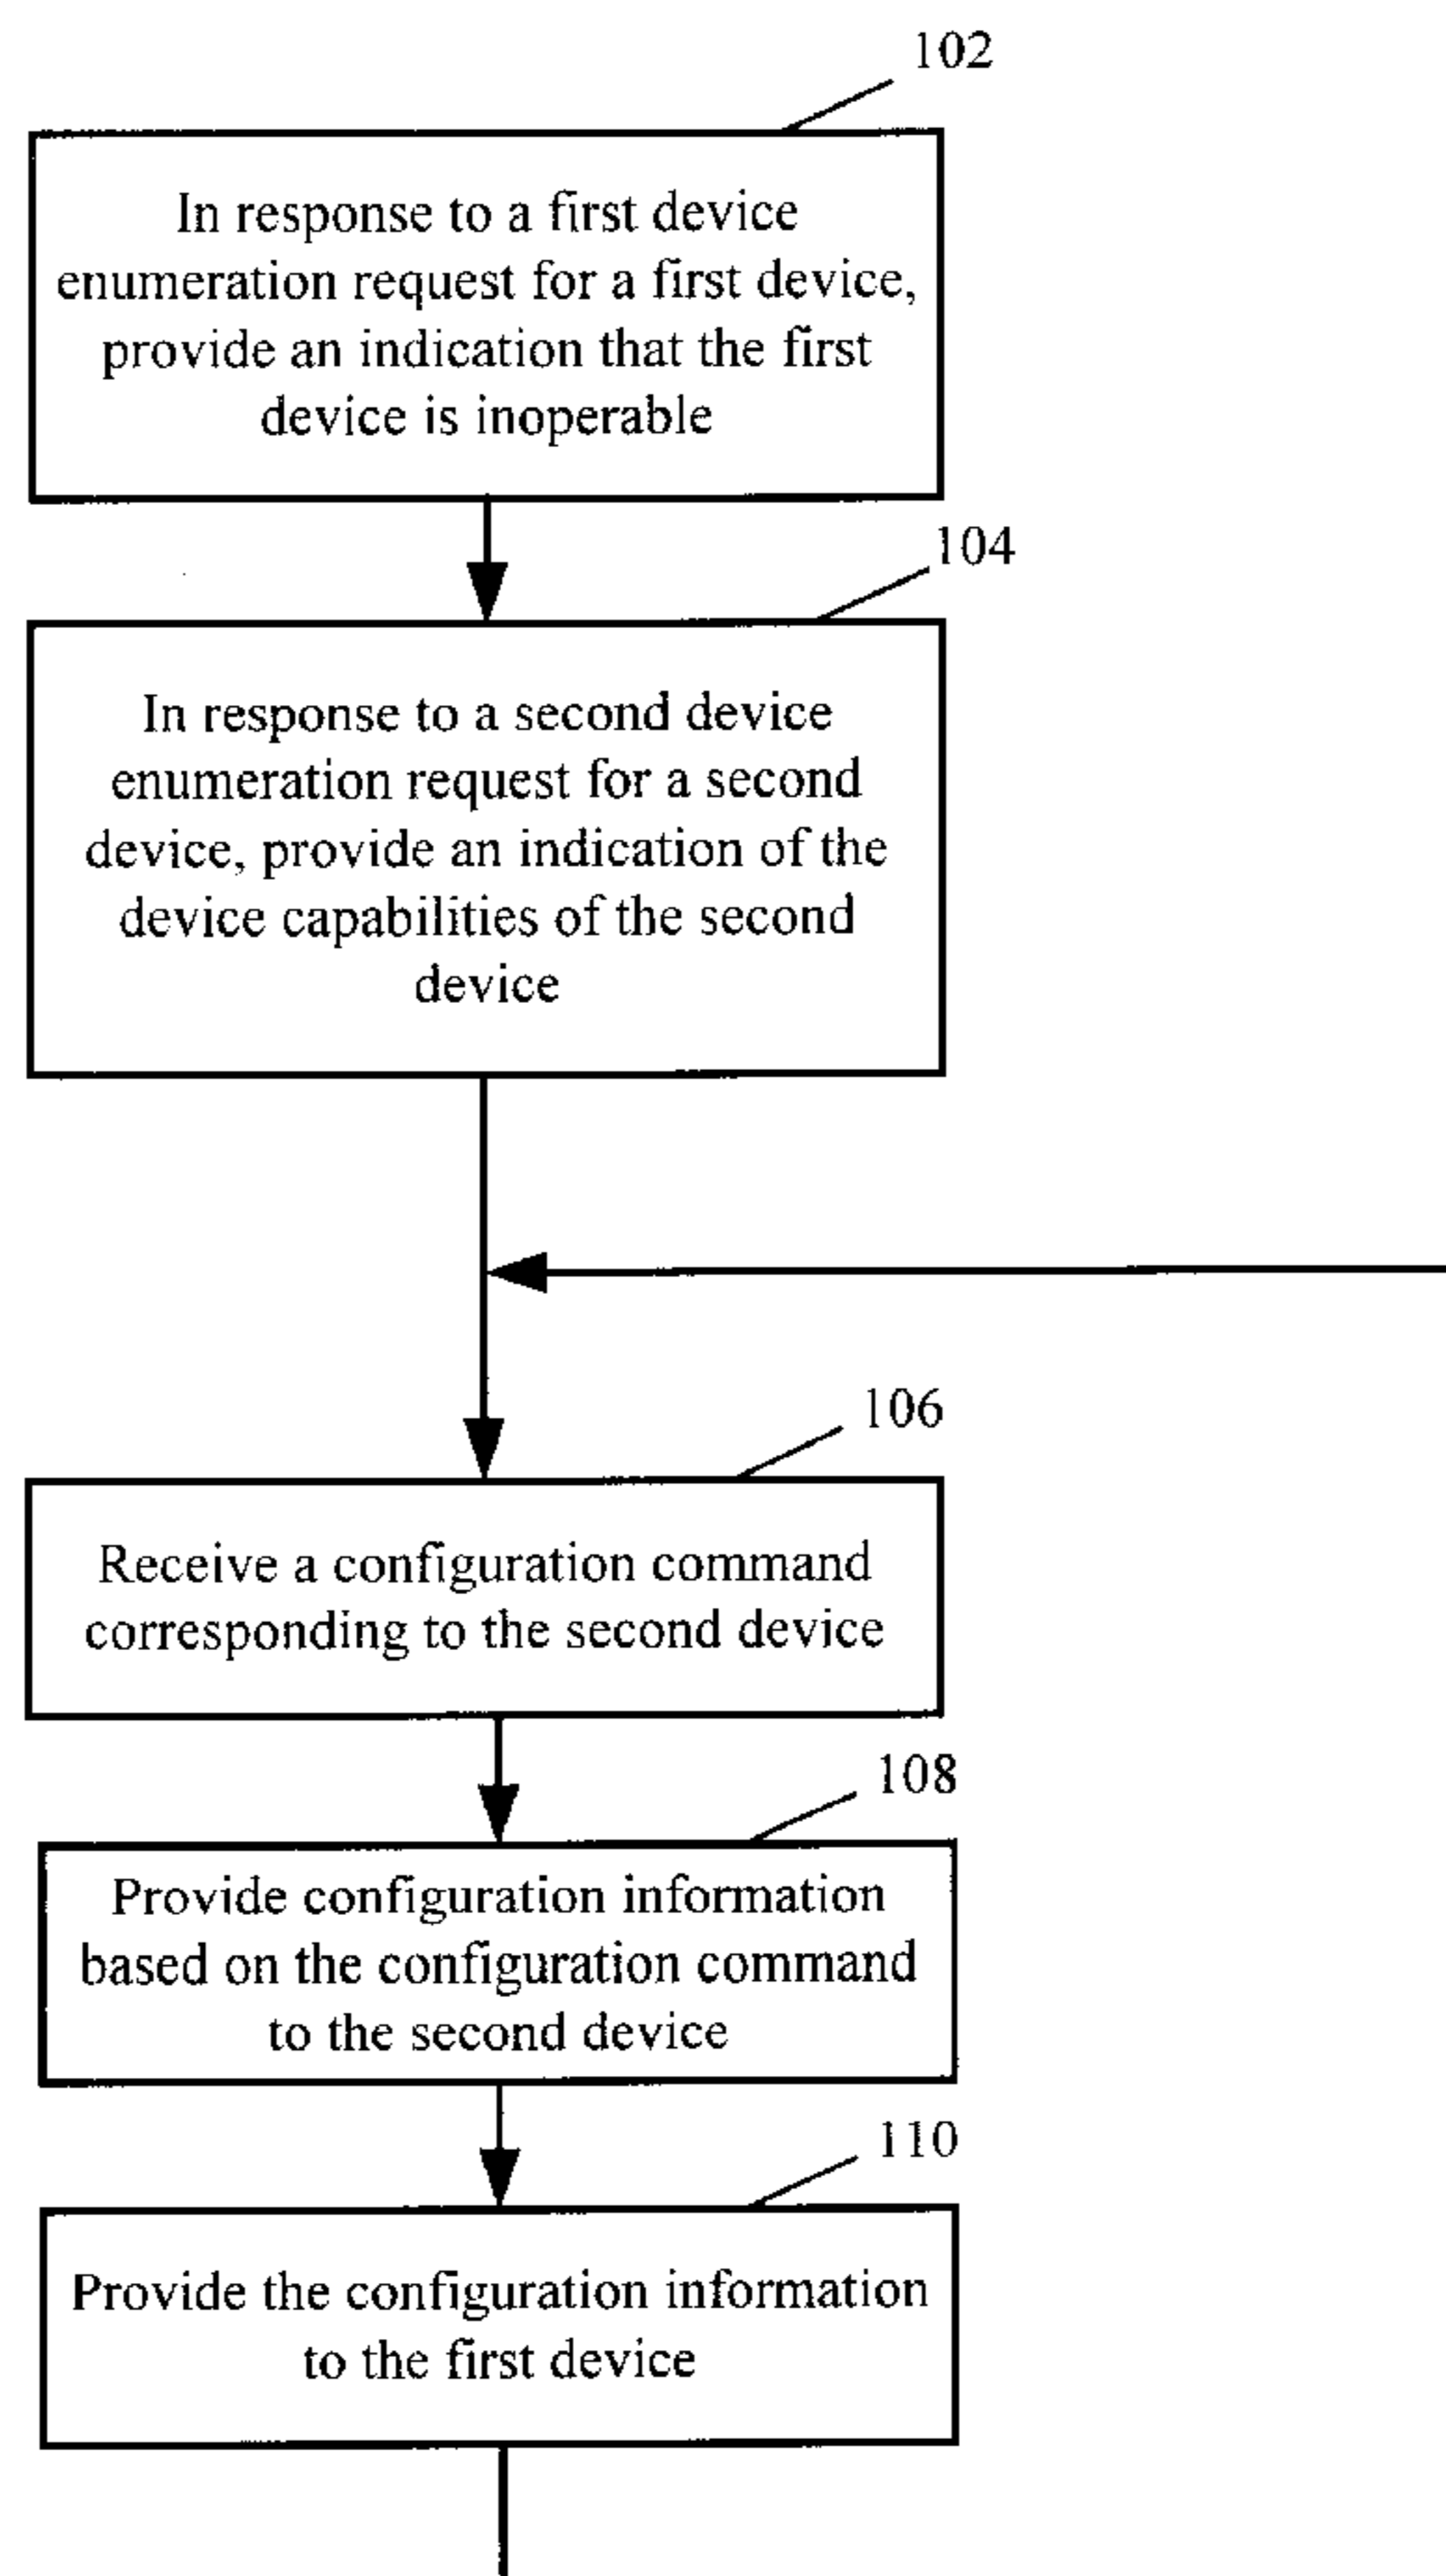 102
In response to a first device
enumeration request for a first device,
provide an indication that the first
device is inoperable
104
In response to a second device
enumeration request for a second
device, provide an indication of the
device capabilities of the second
device
106
Receive a configuration command
corresponding to the second device
108
Provide configuration information
based on the configuration command
to the second device
110
Provide the configuration information
to the first device